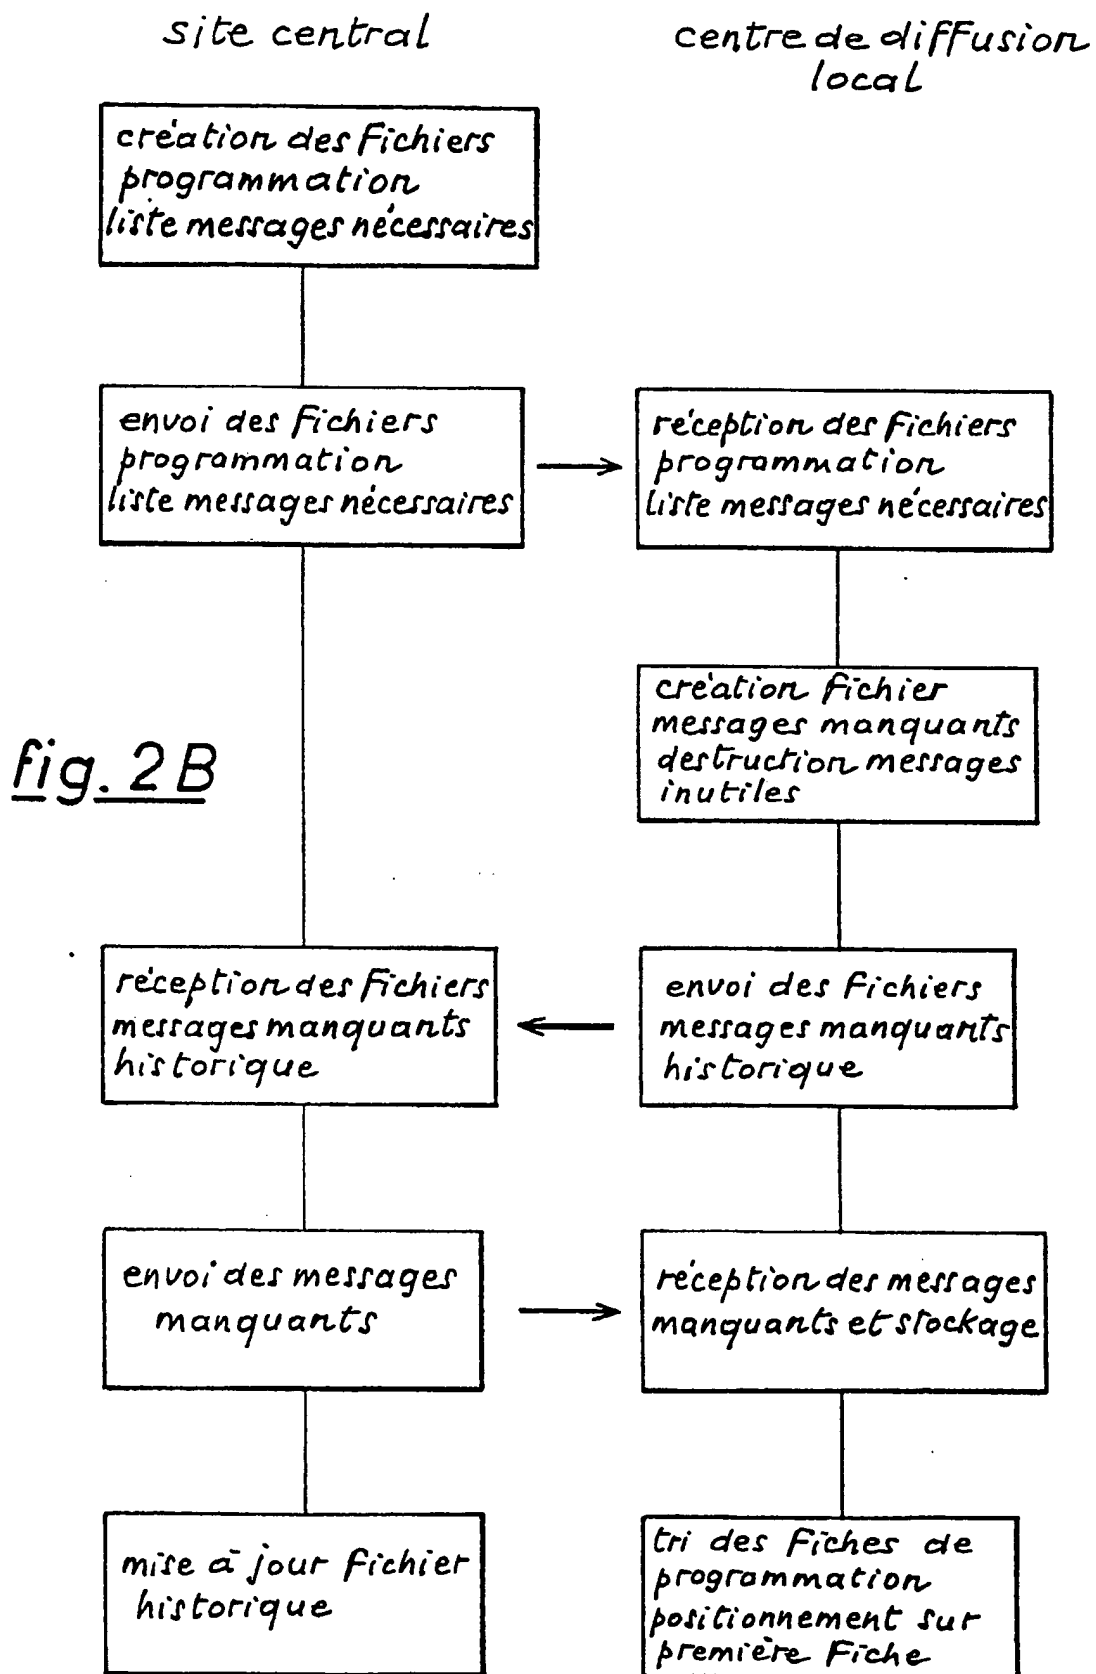 site central
centre de diffusion
local
création des fichiers
programmation
liste messages nécessaires
envoi des fichiers
programmation
liste messages nécessaires
réception des fichiers
programmation
liste messages nécessaires
création fichier
messages manquants
destruction messages
inutiles
fig. 2B
réception des fichiers
messages manquants
historique
envoi des fichiers
messages manquants
historique
envoi des messages
manquants
réception des messages
manquants et stockage
mise à jour fichier
historique
tri des fiches de
programmation
positionnement sur
première fiche